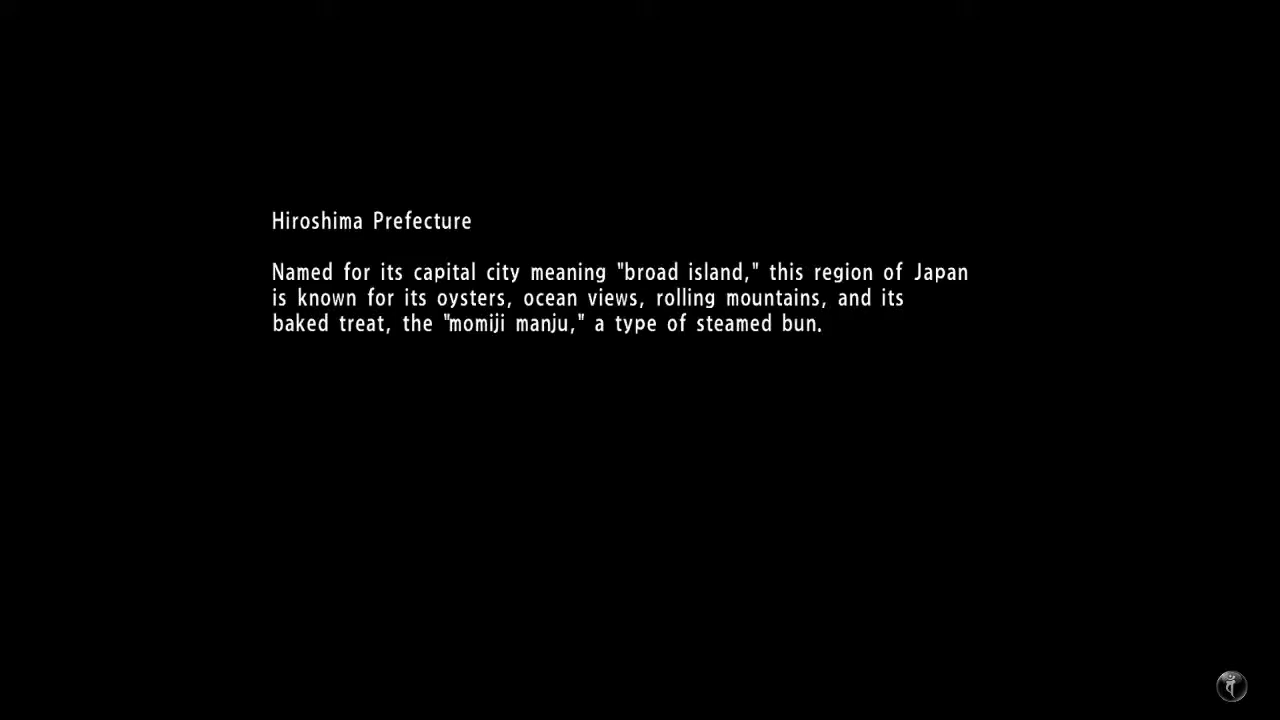 Hiroshima Prefecture
Named for its capital city meaning "broad island," this region of Japan
is known for its oysters, ocean views, rolling mountains, and its
baked treat, the "momiji manju," a type of steamed bun.